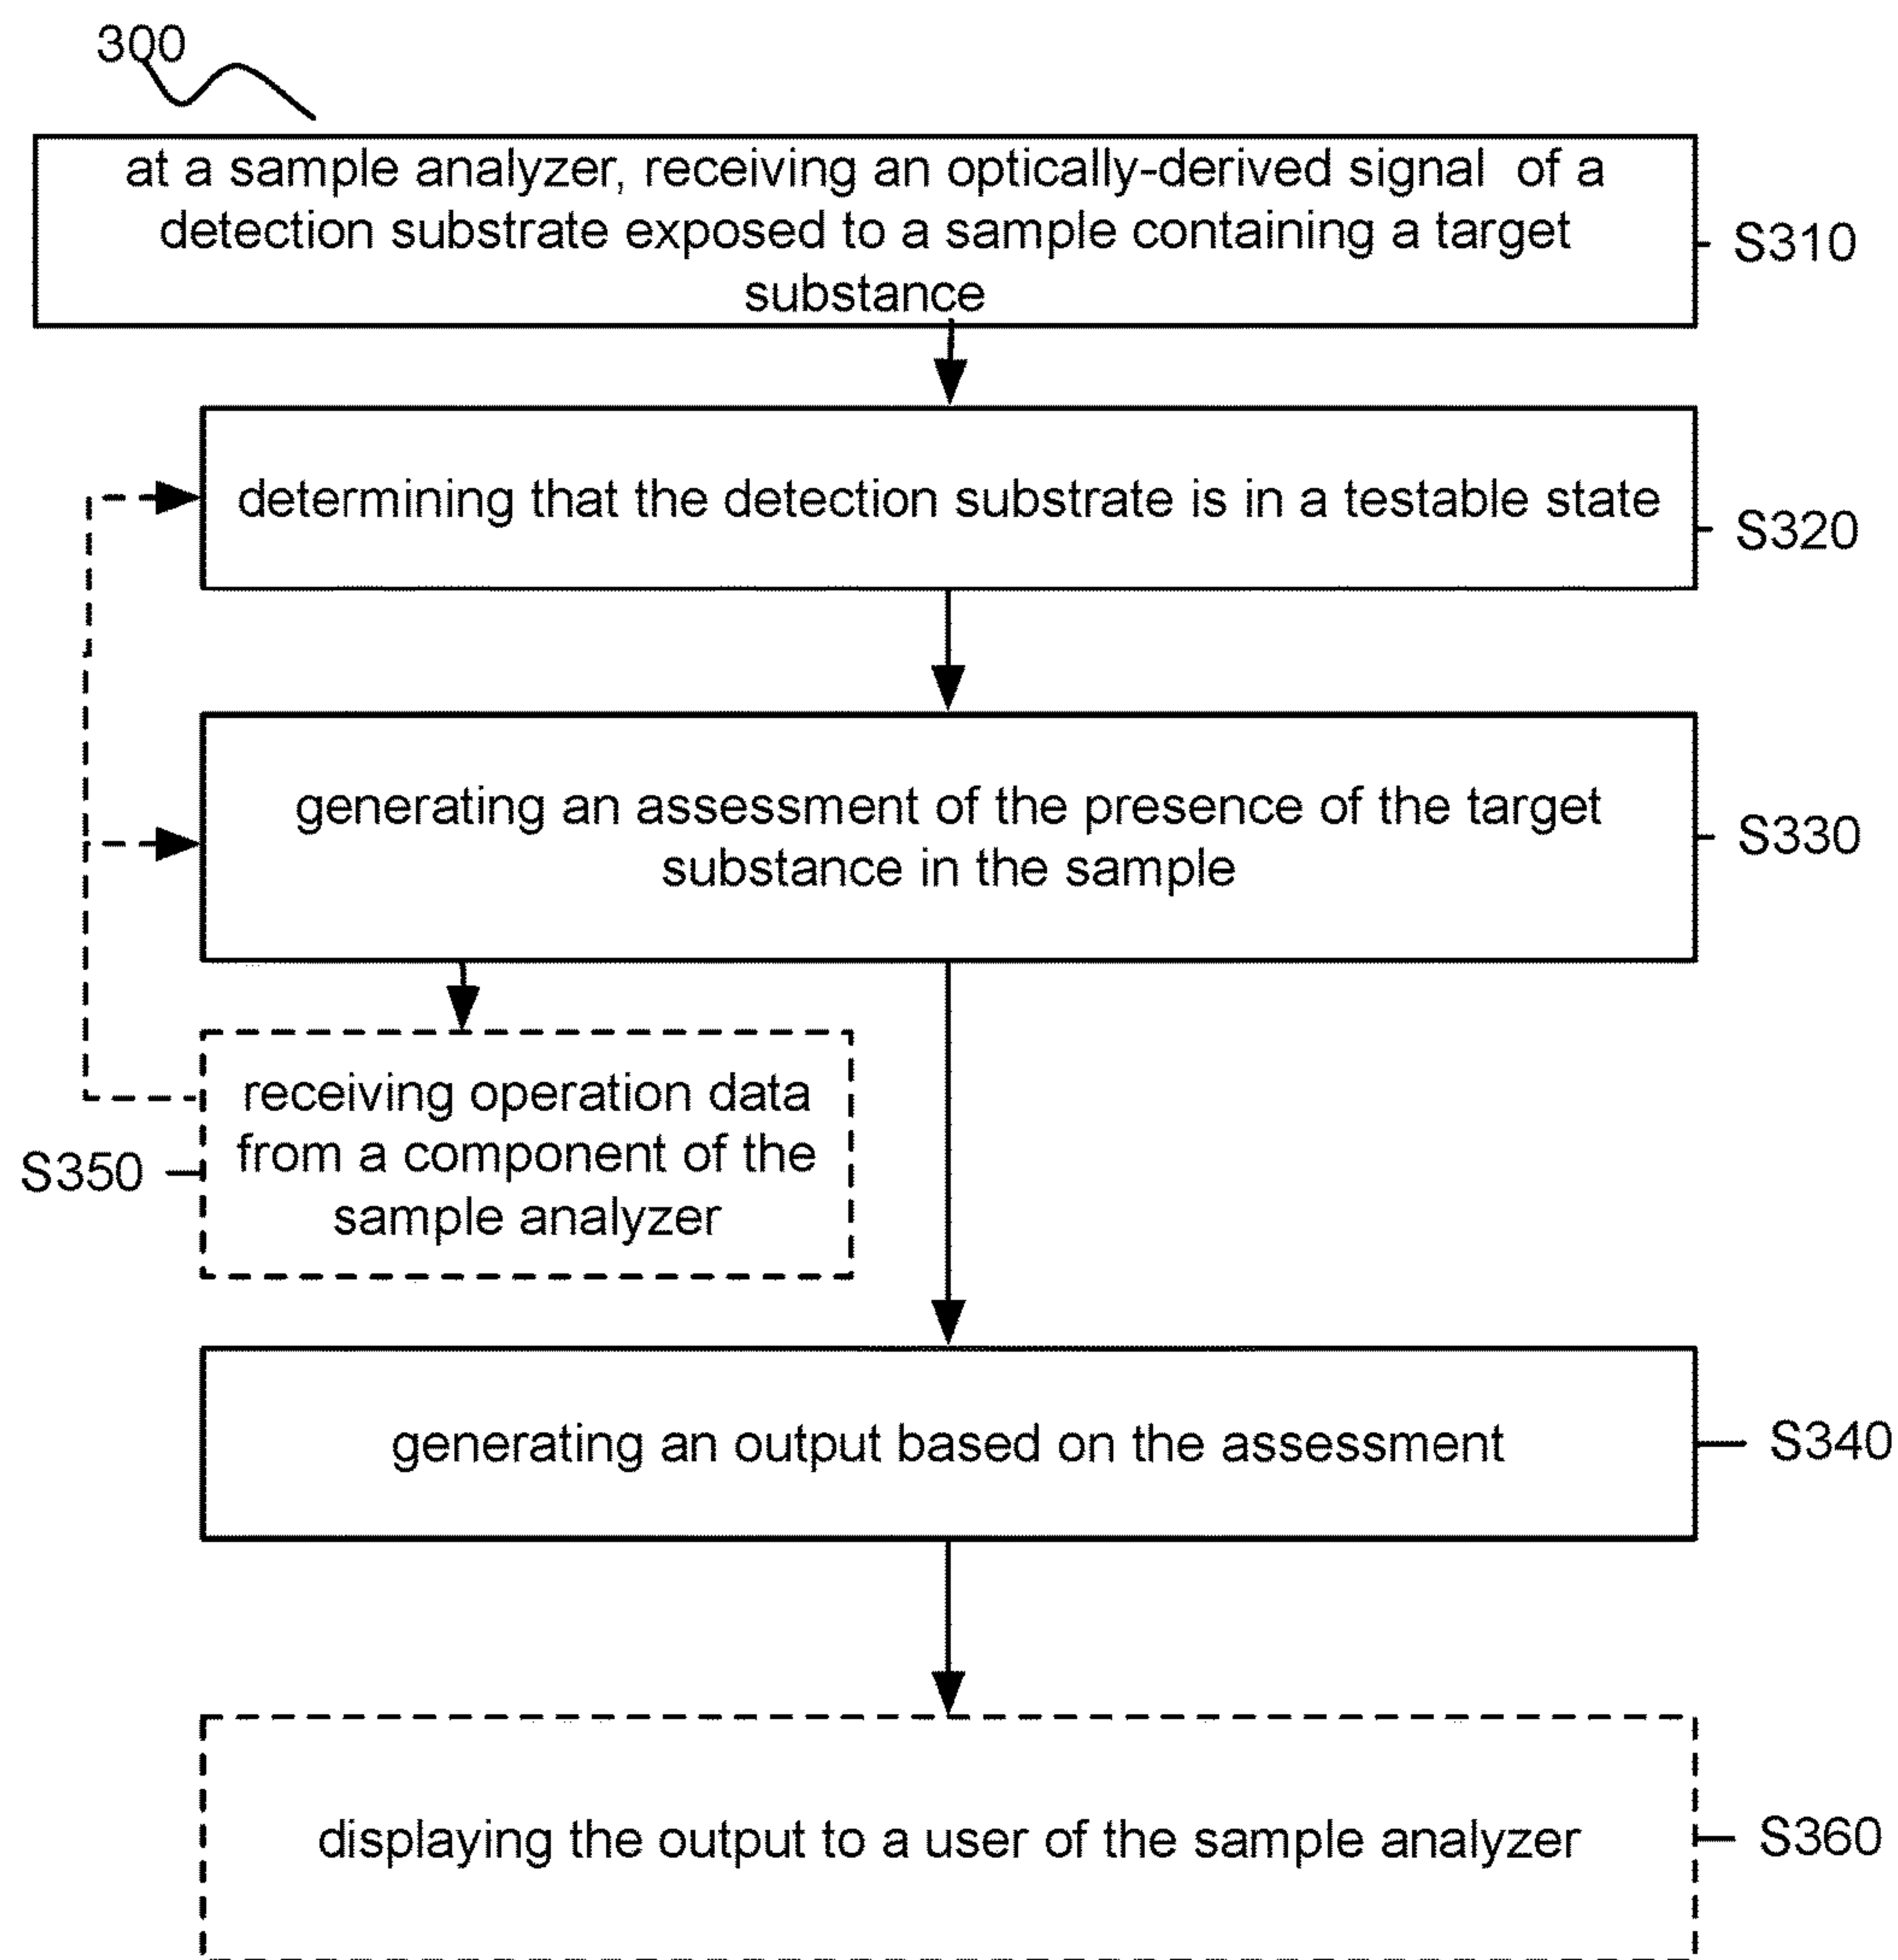 300
at a sample analyzer, receiving an optically-derived signal of a
detection substrate exposed to a sample containing a target
substance
S310
determining that the detection substrate is in a testable state
S320
generating an assessment of the presence of the target
substance in the sample
S330
receiving operation data
from a component of the
sample analyzer
S350
generating an output based on the assessment
S340
displaying the output to a user of the sample analyzer
S360